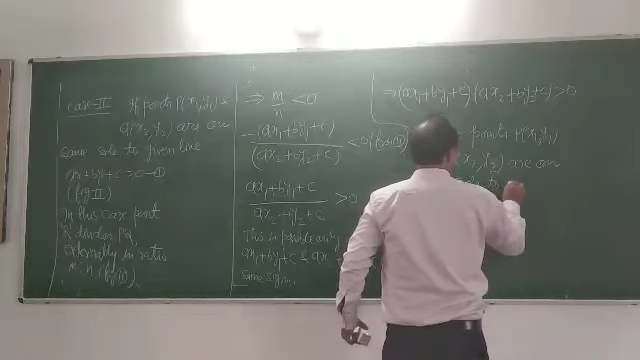 case-II If points P(x₁,y₁) &
Q(x₂,y₂) are on
Same side to given line
ax+by+c=0-①
(fig II)
In this case point
R divides PQ
externally in ratio
m:n (by (1))
⇒ m/n <0
-(ax₁+by₁+c)/(ax₂+by₂+c) <0
ax₁+by₁+c/ax₂+by₂+c >0
This is possible only
ax₁+by₁+c & ax₂
Same sign.
⇒(ax₁+by₁+c)(ax₂+by₂+c)>0
points P(x₁,y₁)
(x₂,y₂) are on